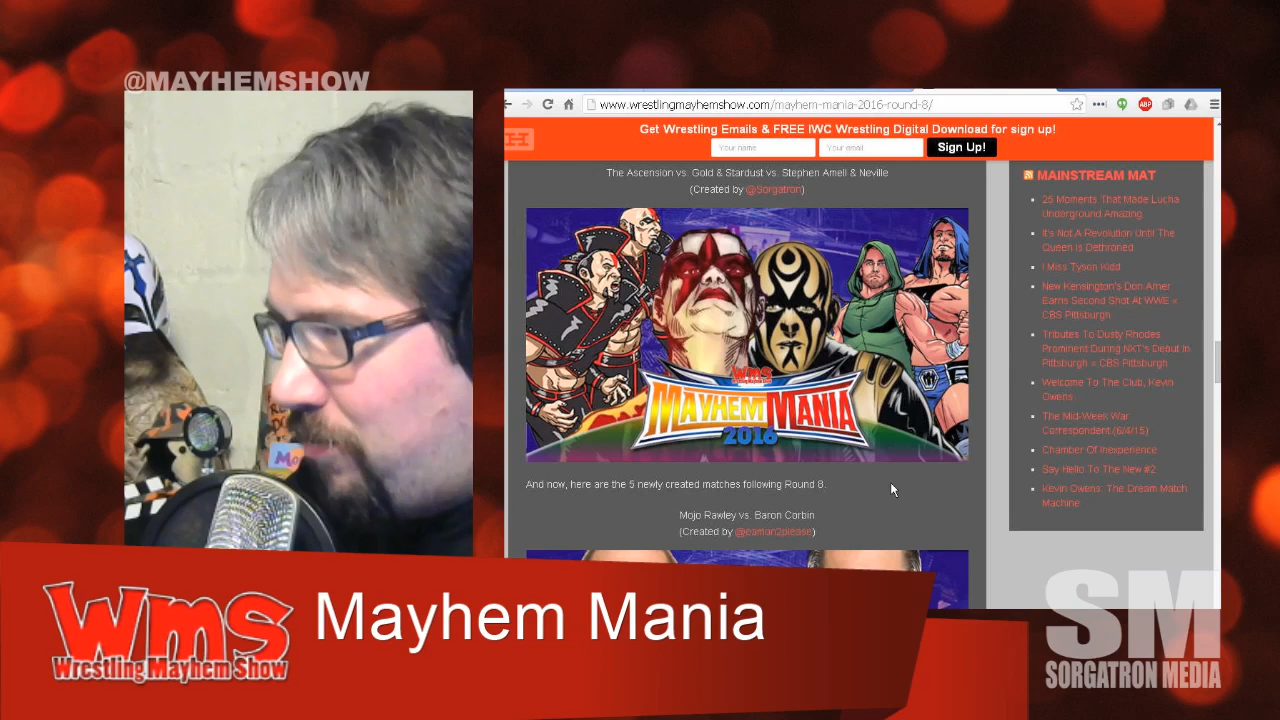 @MAYHEMSHOW
www.wrestlingmayhemshow.com/mayhem-mania-2016-round-8/
ABP
H
Get Wrestling Emails & FREE IWC Wrestling Digital Download for sign up!
Your name
Your email
Sign Up!
The Ascension vs. Gold & Stardust vs. Stephen Amell & Neville
(Created by @Sorgatron)
WMS
MAYHEMMANIA
2016
And now, here are the 5 newly created matches following Round 8.
Mojo Rawley vs. Baron Corbin
(Created by @eamon2please)
MAINSTREAM MAT
25 Moments That Made Lucha
Underground Amazing
It's Not A Revolution Until The
Queen is Dethroned
I Miss Tyson Kidd
New Kensington's Don Amer
Earns Second Shot At WWE «
CBS Pittsburgh
Tributes To Dusty Rhodes
Prominent During NXT's Debut In
Pittsburgh « CBS Pittsburgh
Welcome To The Club, Kevin
Owens
The Mid-Week War
Correspondent (6/4/15)
Chamber Of Inexperience
Say Hello To The New #2
Kevin Owens: The Dream Match
Machine
Mo
WMS
Wrestling Mayhem Show
Mayhem Mania
SM
SORGATRON MEDIA